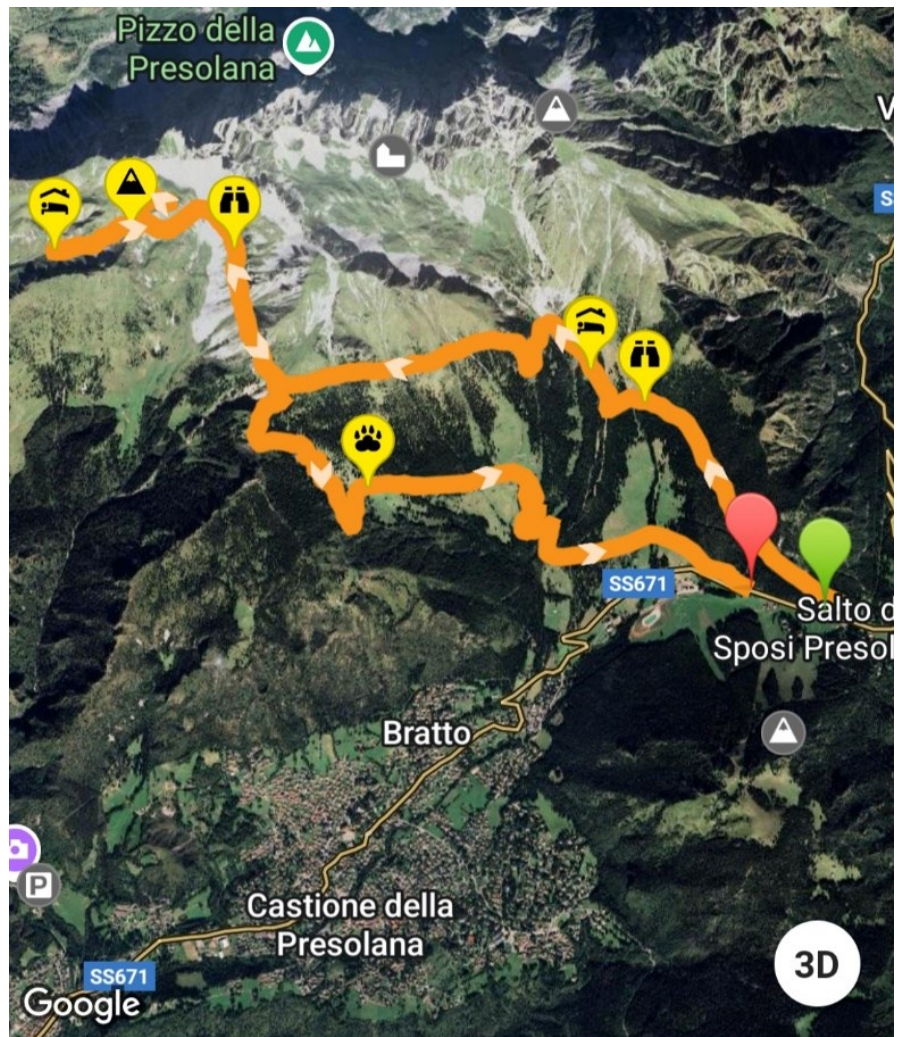 Pizzo della
Presolana
V
S
SS671
Salto d
Sposi Presol
Bratto
P
Castione della
Presolana
3D
SS671
Google